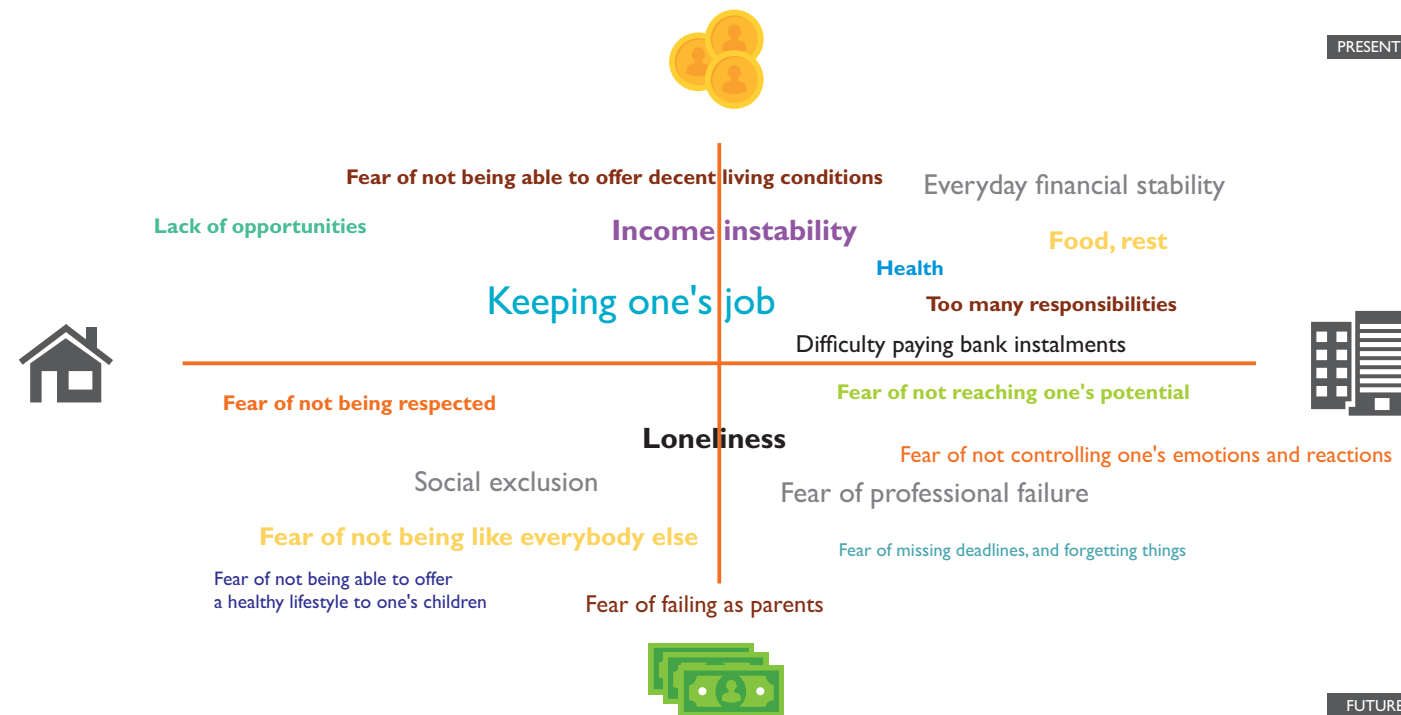 PRESENT
Fear of not being able to offer decent living conditions
Everyday financial stability
Lack of opportunities
Income instability
Food, rest
Health
Keeping one's job
Too many responsibilities
Difficulty paying bank instalments
Fear of not being respected
Fear of not reaching one's potential
Loneliness
Fear of not controlling one's emotions and reactions
Social exclusion
Fear of professional failure
Fear of not being like everybody else
Fear of missing deadlines, and forgetting things
Fear of not being able to offer
a healthy lifestyle to one's children
Fear of failing as parents
FUTURE